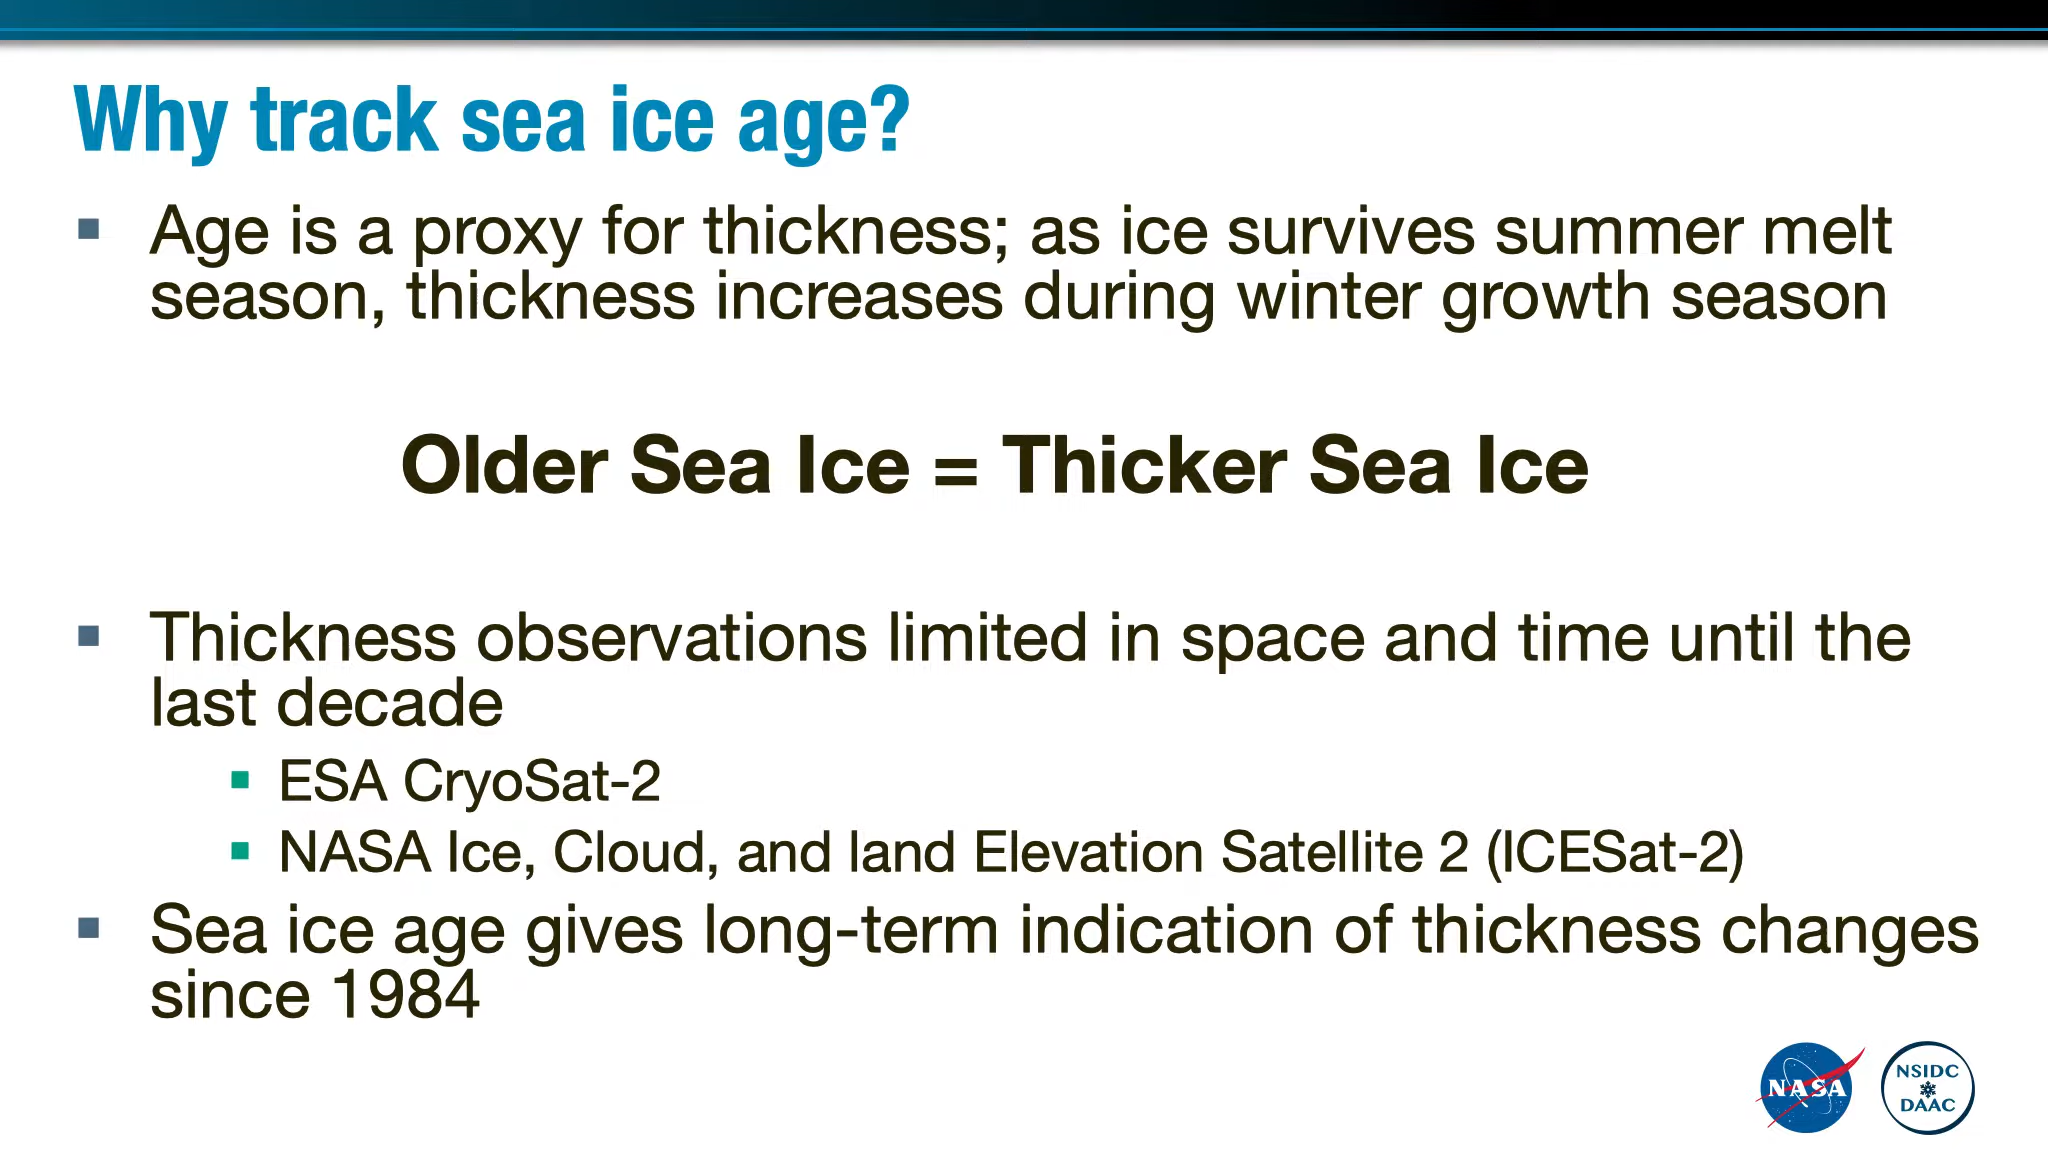 Why track sea ice age?
Age is a proxy for thickness; as ice survives summer melt
season, thickness increases during winter growth season
Older Sea Ice = Thicker Sea Ice
Thickness observations limited in space and time until the
last decade
ESA CryoSat-2
NASA Ice, Cloud, and land Elevation Satellite 2 (ICESat-2)
Sea ice age gives long-term indication of thickness changes
since 1984
NASA
NSIDC
DAAC